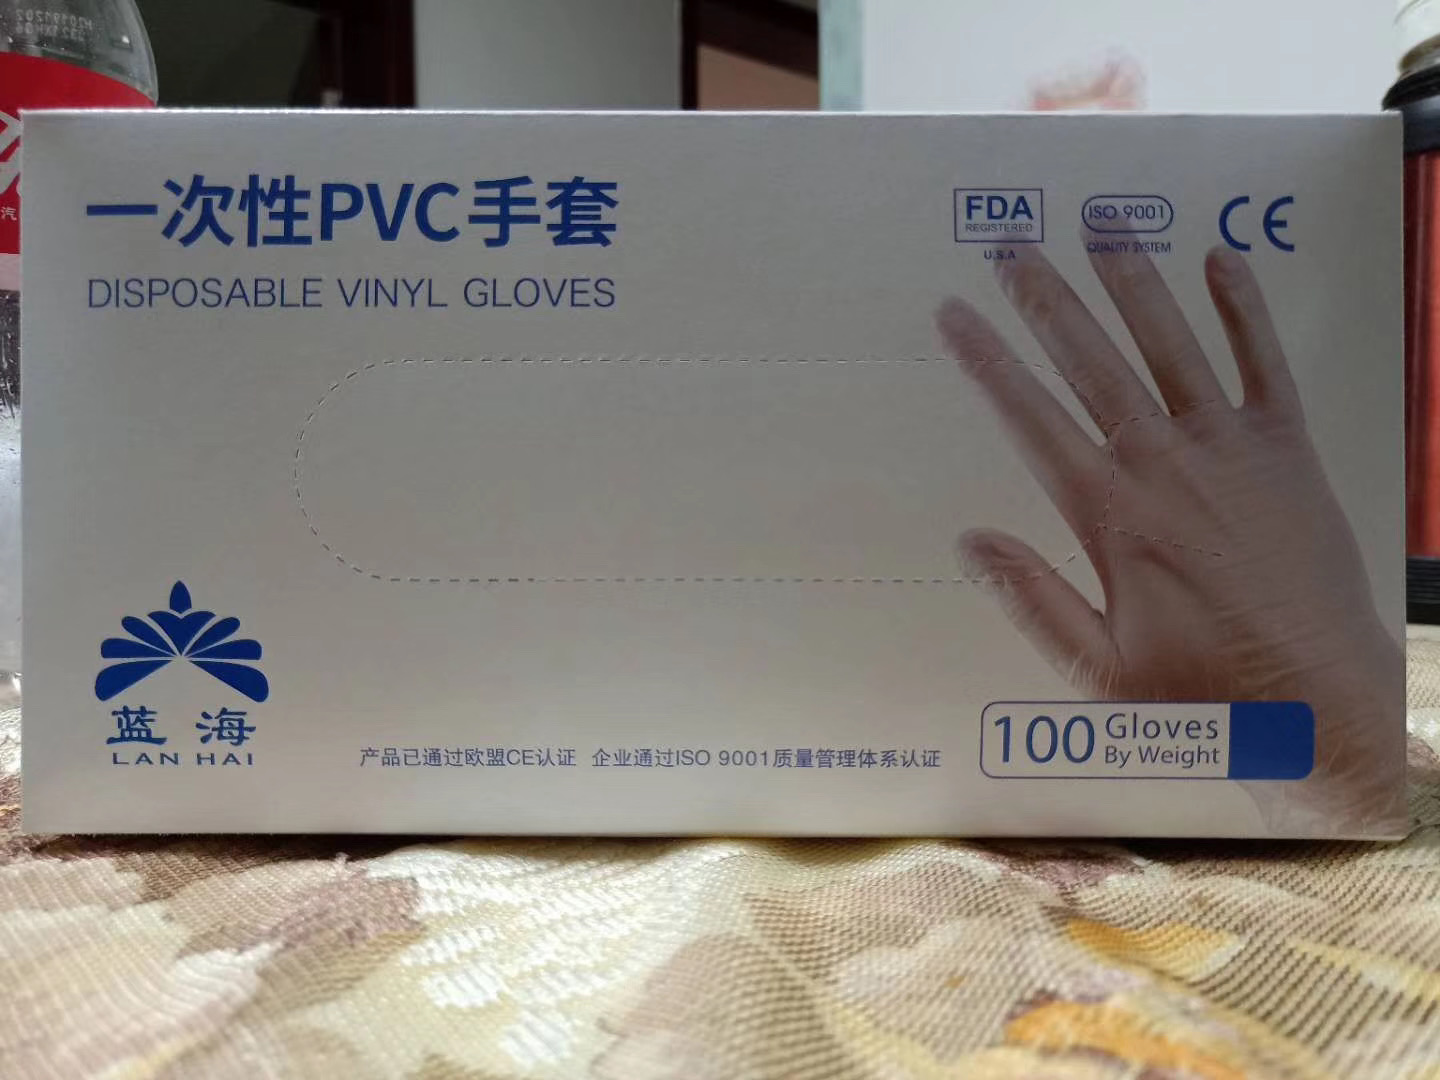 一次性PVC手套
DISPOSABLE VINYL GLOVES
FDA
REGISTERED
U.S.A
ISO 9001
QUALITY SYSTEM
CE
蓝海
LAN HAI
产品已通过欧盟CE认证 企业通过ISO 9001质量管理体系认证
100 Gloves
By Weight
汽